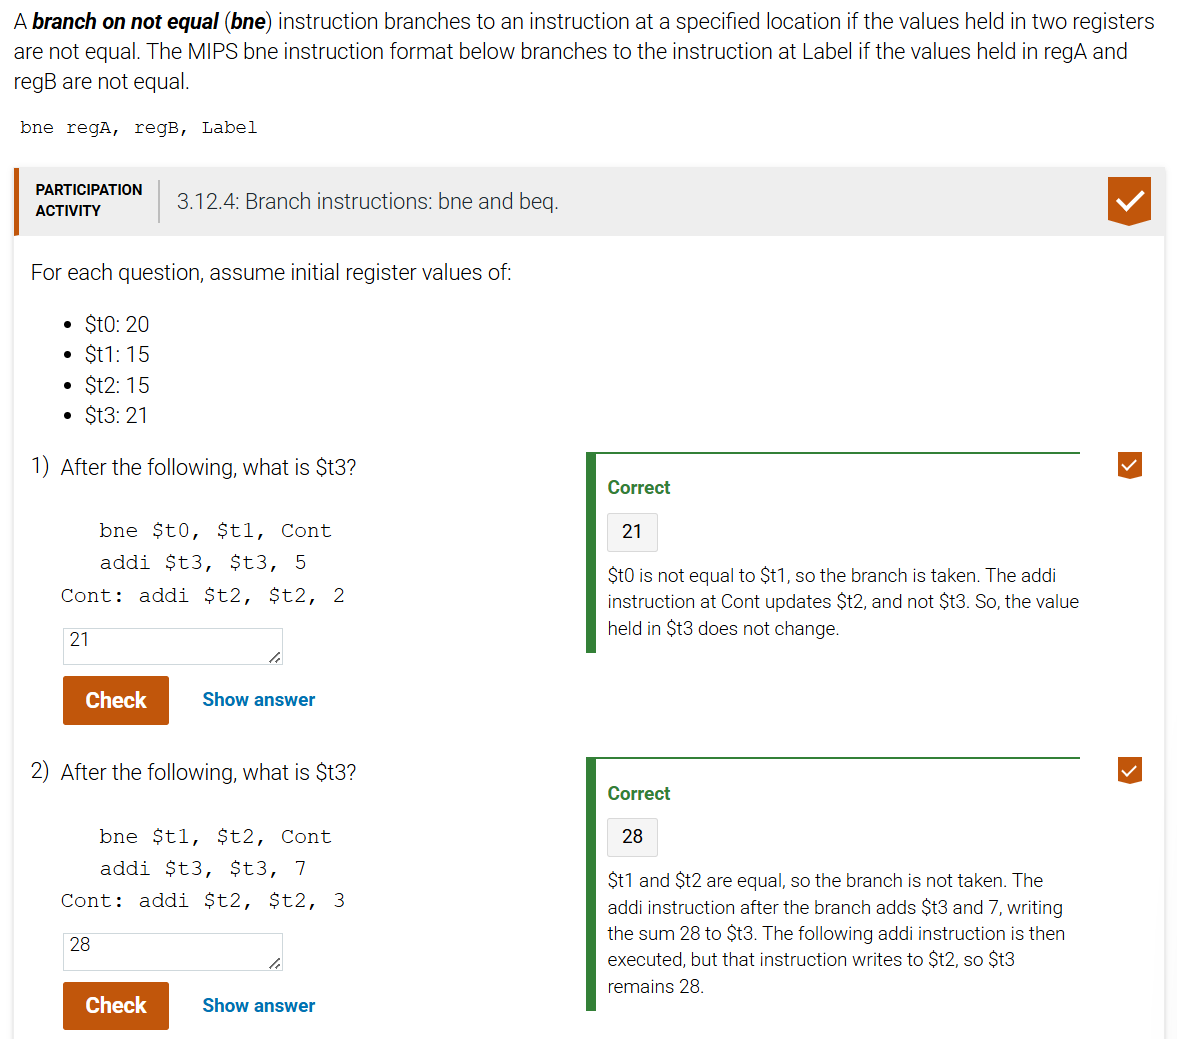 A branch on not equal (bne) instruction branches to an instruction at a specified location if the values held in two registers
are not equal. The MIPS bne instruction format below branches to the instruction at Label if the values held in regA and
regB are not equal.
bne regA, regB, Label
PARTICIPATION
ACTIVITY
3.12.4: Branch instructions: bne and beq.
For each question, assume initial register values of:
• $t0: 20
• $t1: 15
• $t2: 15
• $t3: 21
1) After the following, what is $t3?
bne $t0, $t1, Cont
addi $t3, $t3, 5
Cont: addi $t2, $t2, 2
21
Check
Show answer
Correct
21
$t0 is not equal to $t1, so the branch is taken. The addi
instruction at Cont updates $t2, and not $t3. So, the value
held in $t3 does not change.
2) After the following, what is $t3?
bne $t1, $t2, Cont
addi $t3, $t3, 7
Cont: addi $t2, $t2, 3
28
Check
Show answer
Correct
28
$t1 and $t2 are equal, so the branch is not taken. The
addi instruction after the branch adds $t3 and 7, writing
the sum 28 to $t3. The following addi instruction is then
executed, but that instruction writes to $t2, so $t3
remains 28.